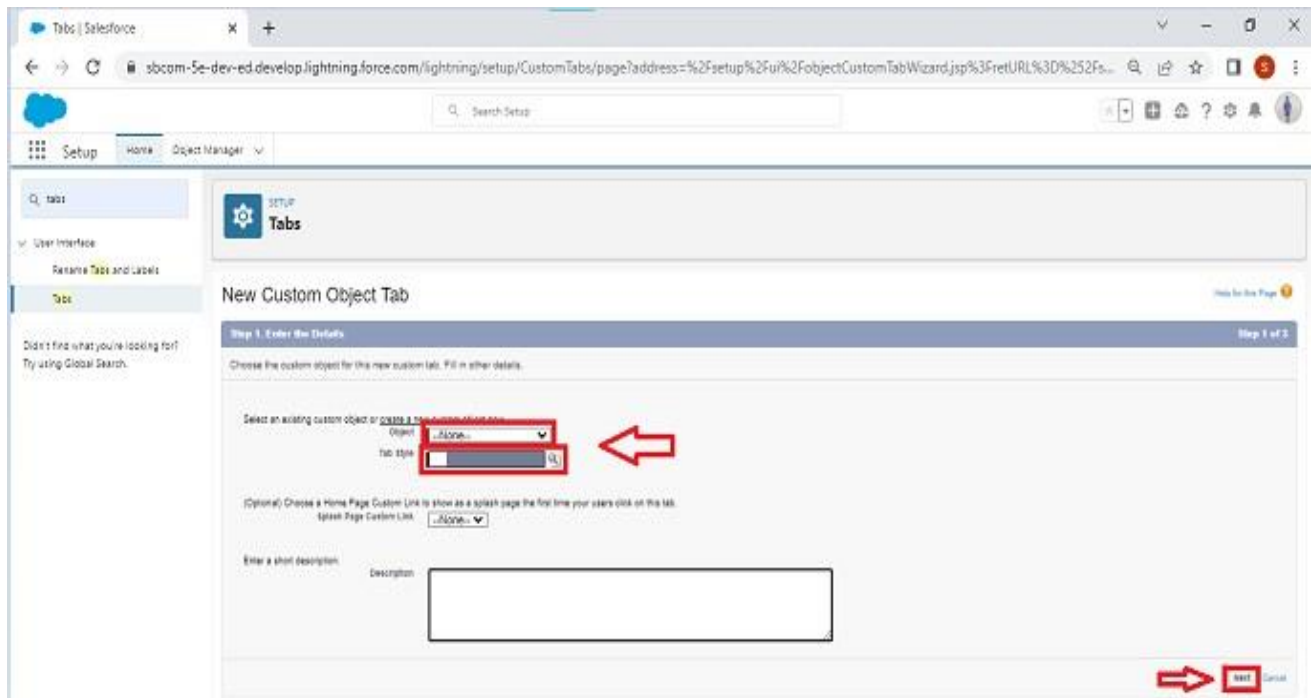 Tabs | Salesforce
sbcom-5e-dev-ed.develop.lightning.force.com/lightning/setup/CustomTabs/page?address=%2Fsetup%2Fui%2FobjectCustomTabWizard.jsp%3FretURL%3D%252Fs...
S
Search Setup
Setup
Home
Object Manager
tabs
SETUP
Tabs
User Interface
Rename Tabs and Labels
Tabs
New Custom Object Tab
Help for this Page
Didn't find what you're looking for?
Try using Global Search.
Step 1. Enter the Details
Step 1 of 3
Choose the custom object for this new custom tab. Fill in other details.
Select an existing custom object or create a new custom object now.
Object
--None--
Tab Style
(Optional) Choose a Home Page Custom Link to show as a splash page the first time your users click on this tab.
Splash Page Custom Link
--None--
Enter a short description.
Description
Next
Cancel